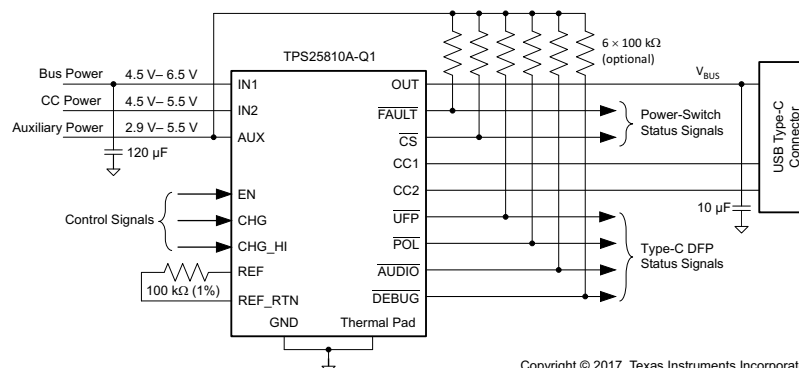 TPS25810A-Q1
6 × 100 kΩ
(optional)
Bus Power 4.5 V– 6.5 V
CC Power 4.5 V– 5.5 V
Auxiliary Power 2.9 V– 5.5 V
120 µF
Control Signals
100 kΩ (1%)
IN1
IN2
AUX
EN
CHG
CHG_HI
REF
REF_RTN
GND
Thermal Pad
OUT
FAULT
CS
CC1
CC2
UFP
POL
AUDIO
DEBUG
VBUS
Power-Switch
Status Signals
10 µF
Type-C DFP
Status Signals
USB Type-C
Connector
Copyright © 2017, Texas Instruments Incorporat